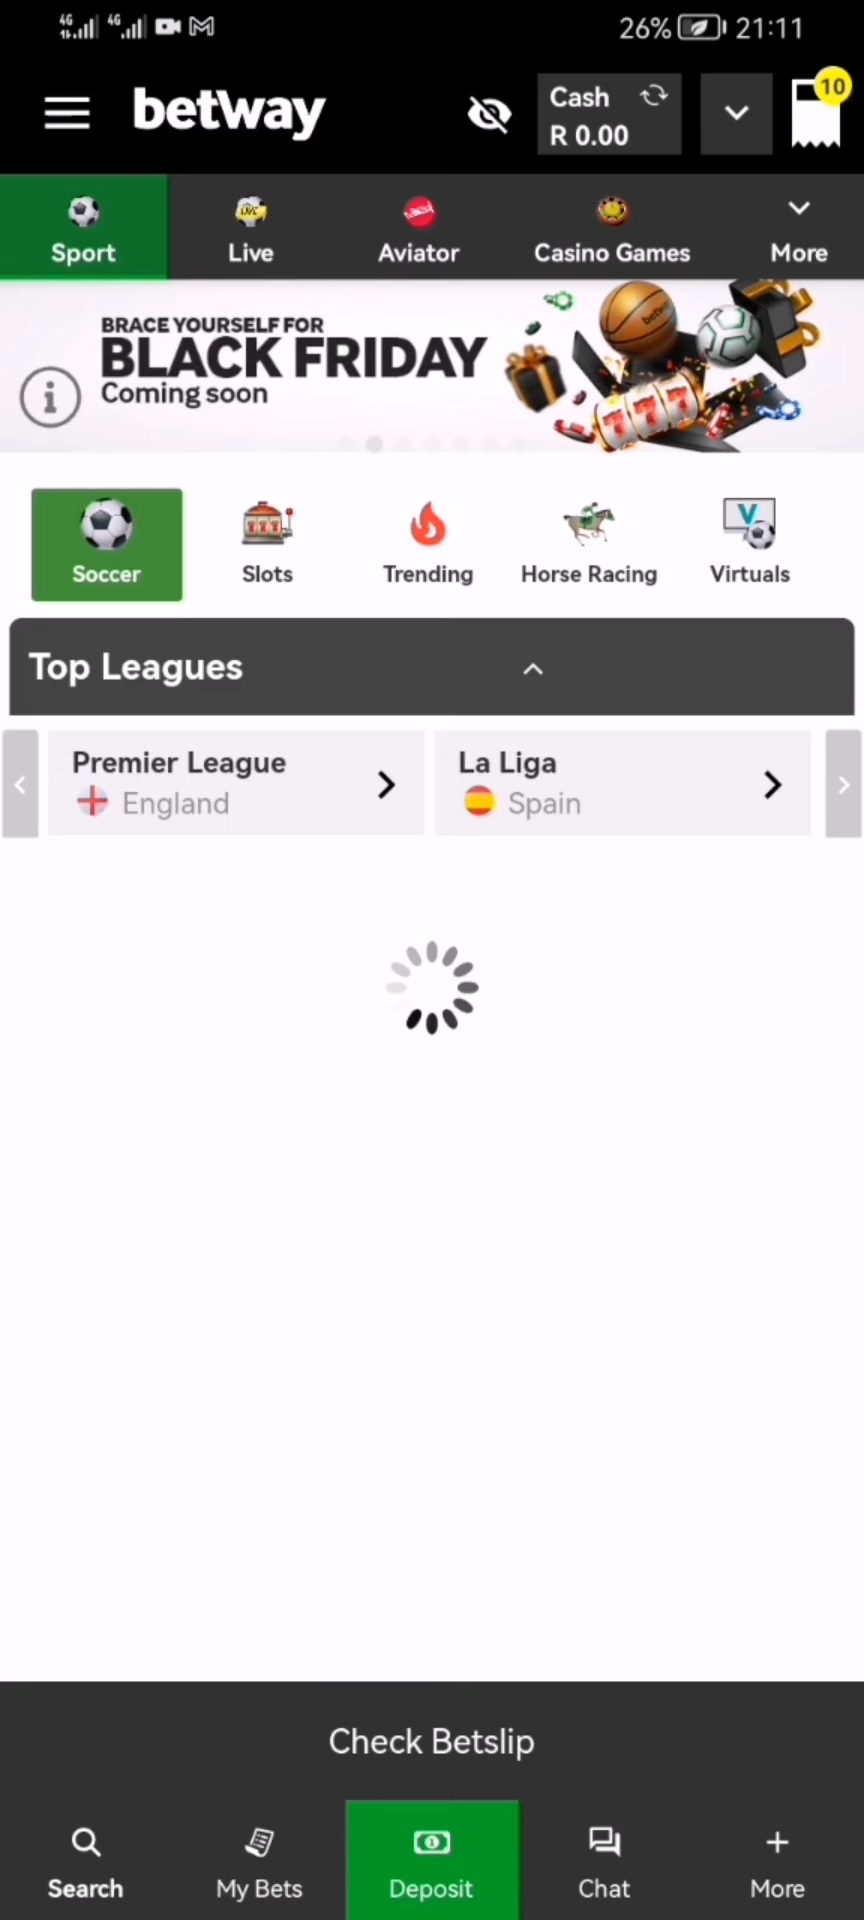 26% 21:11
betway
Cash
R 0.00
10
Sport
Live
Aviator
Casino Games
More
BRACE YOURSELF FOR
BLACK FRIDAY
Coming soon
Soccer
Slots
Trending
Horse Racing
Virtuals
Top Leagues
Premier League
England
La Liga
Spain
Check Betslip
Search
My Bets
Deposit
Chat
More